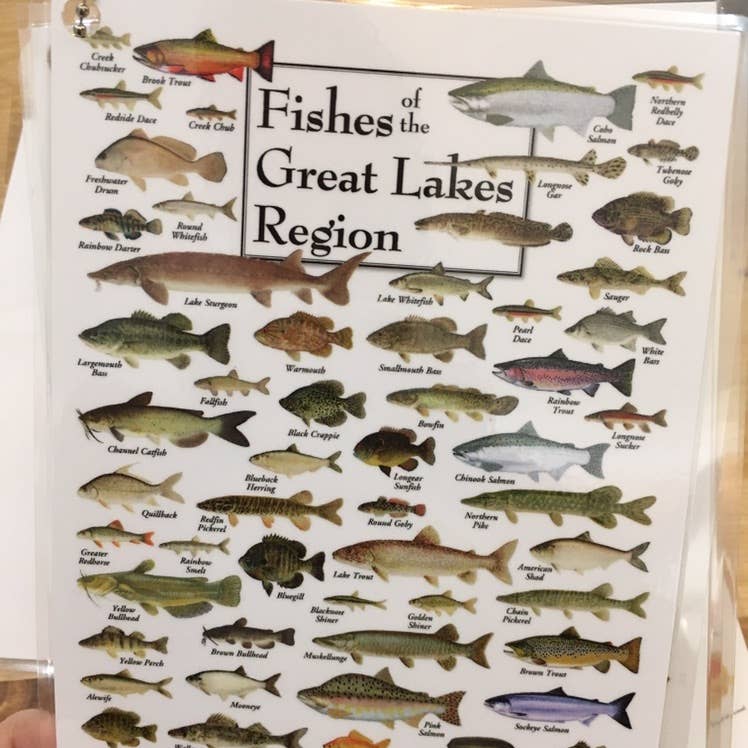 Fishes of the
Great Lakes
Region
Creek
Chubsucker
Brook Trout
Redside Dace
Creek Chub
Coho
Salmon
Northern
Redbelly
Dace
Freshwater
Drum
Longnose
Gar
Tubenose
Goby
Round
Whitefish
Rainbow Darter
Rock Bass
Lake Sturgeon
Lake Whitefish
Sauger
Pearl
Dace
White
Bass
Largemouth
Bass
Warmouth
Smallmouth Bass
Rainbow
Trout
Fallfish
Black Crappie
Bowfin
Longnose
Sucker
Channel Catfish
Blueback
Herring
Longear
Sunfish
Chinook Salmon
Quillback
Redfin
Pickerel
Round Goby
Northern
Pike
Greater
Redhorse
Rainbow
Smelt
Bluegill
Lake Trout
American
Shad
Yellow
Bullhead
Blacknose
Shiner
Golden
Shiner
Chain
Pickerel
Yellow Perch
Brown Bullhead
Muskellunge
Brown Trout
Alewife
Mooneye
Pink
Salmon
Sockeye Salmon